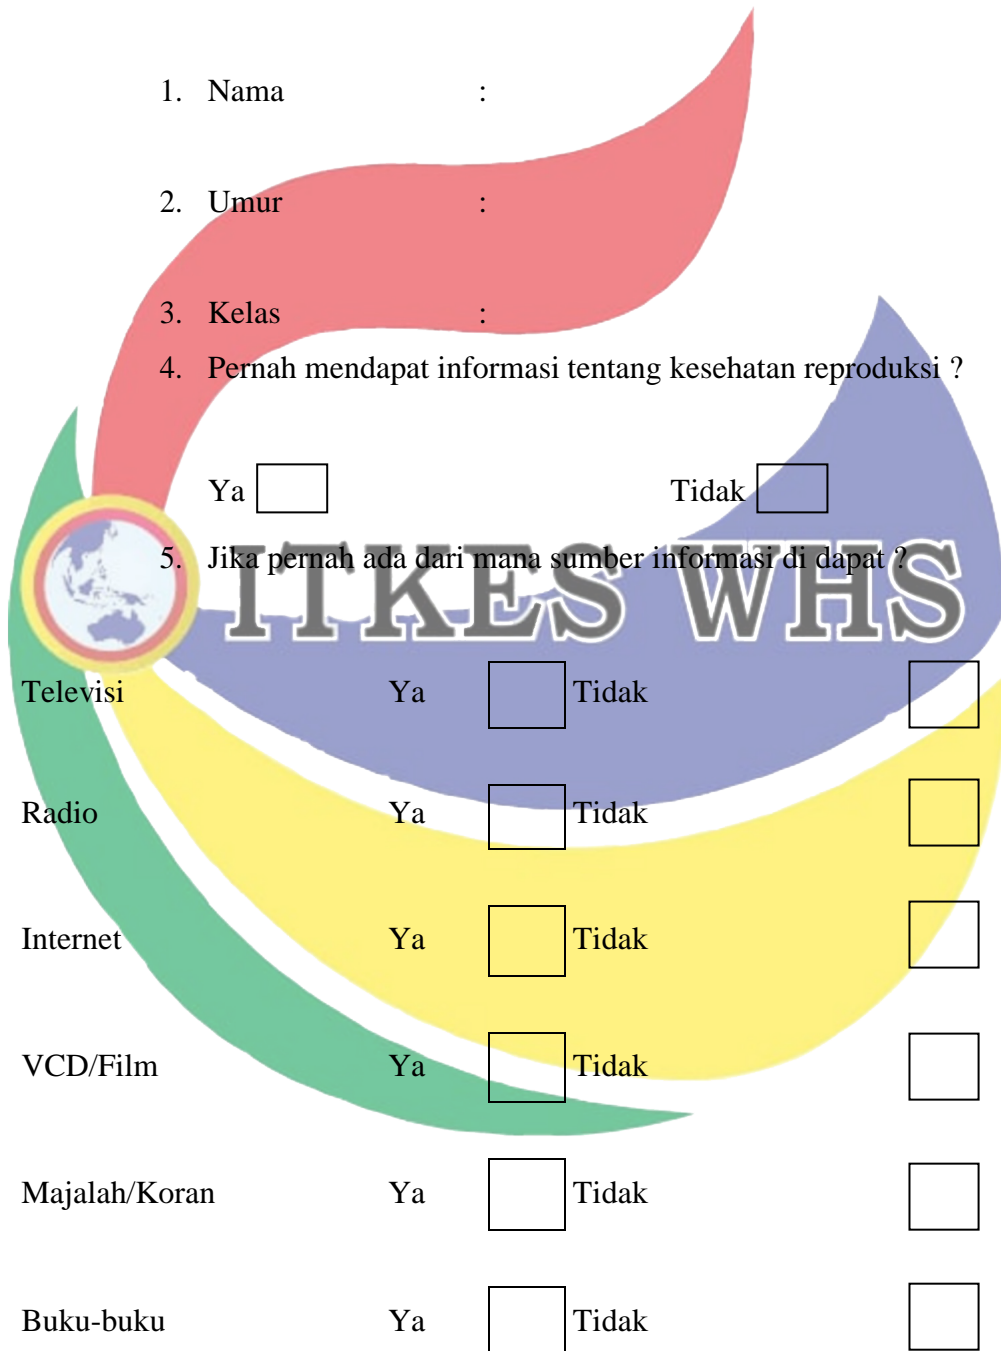 1. Nama :
2. Umur :
3. Kelas :
4. Pernah mendapat informasi tentang kesehatan reproduksi ?
Ya Tidak
5. Jika pernah ada dari mana sumber informasi di dapat ?
ITKES WHS
Televisi Ya Tidak
Radio Ya Tidak
Internet Ya Tidak
VCD/Film Ya Tidak
Majalah/Koran Ya Tidak
Buku-buku Ya Tidak